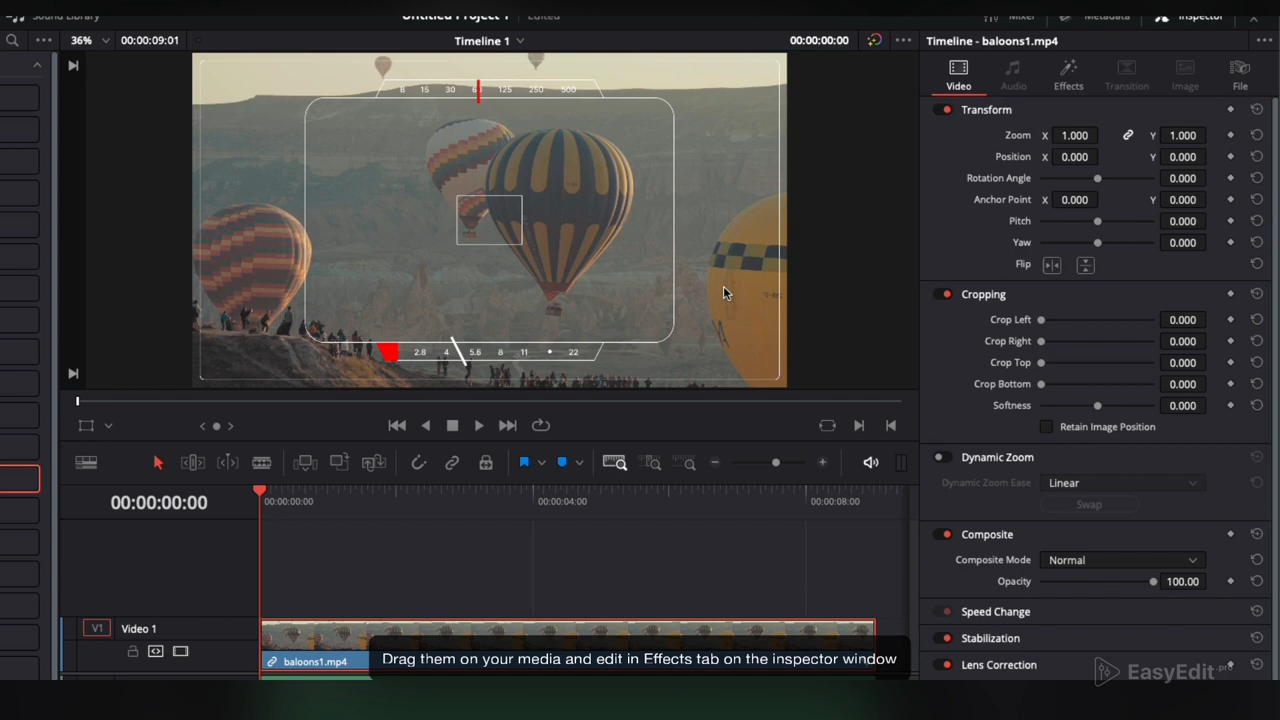 Sound Library
Untitled Project 1
Edited
Mixer
Metadata
Inspector
36%
00:00:09:01
Timeline 1
00:00:00:00
Timeline - baloons1.mp4
8 15 30 60 125 250 500
Video
Audio
Effects
Transition
Image
File
Transform
Zoom X 1.000 Y 1.000
Position X 0.000 Y 0.000
Rotation Angle 0.000
Anchor Point X 0.000 Y 0.000
Pitch 0.000
Yaw 0.000
Flip
Cropping
Crop Left 0.000
Crop Right 0.000
Crop Top 0.000
Crop Bottom 0.000
Softness 0.000
Retain Image Position
2.8 4 5.6 8 11 • 22
Dynamic Zoom
Dynamic Zoom Ease Linear
Swap
Composite
Composite Mode Normal
Opacity 100.00
Speed Change
Stabilization
Lens Correction
00:00:00:00
00:00:00:00
00:00:04:00
00:00:08:00
V1 Video 1
baloons1.mp4
Drag them on your media and edit in Effects tab on the inspector window
EasyEdit.pro